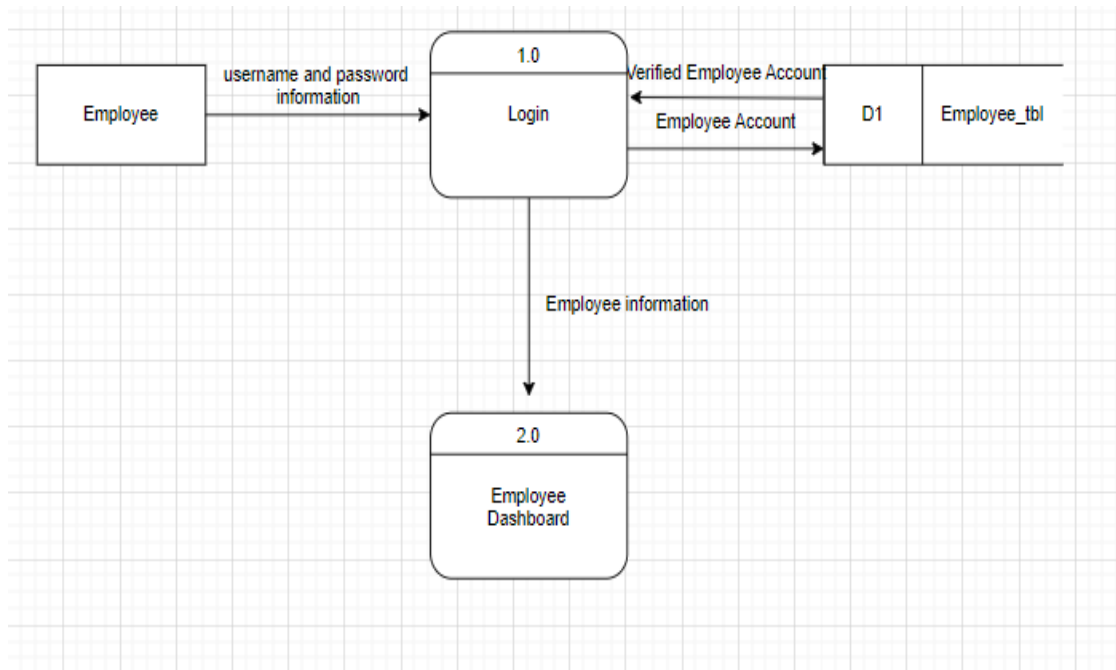 1.0
username and password
information
Verified Employee Account
Employee
Login
Employee Account
D1
Employee_tbl
Employee information
2.0
Employee
Dashboard